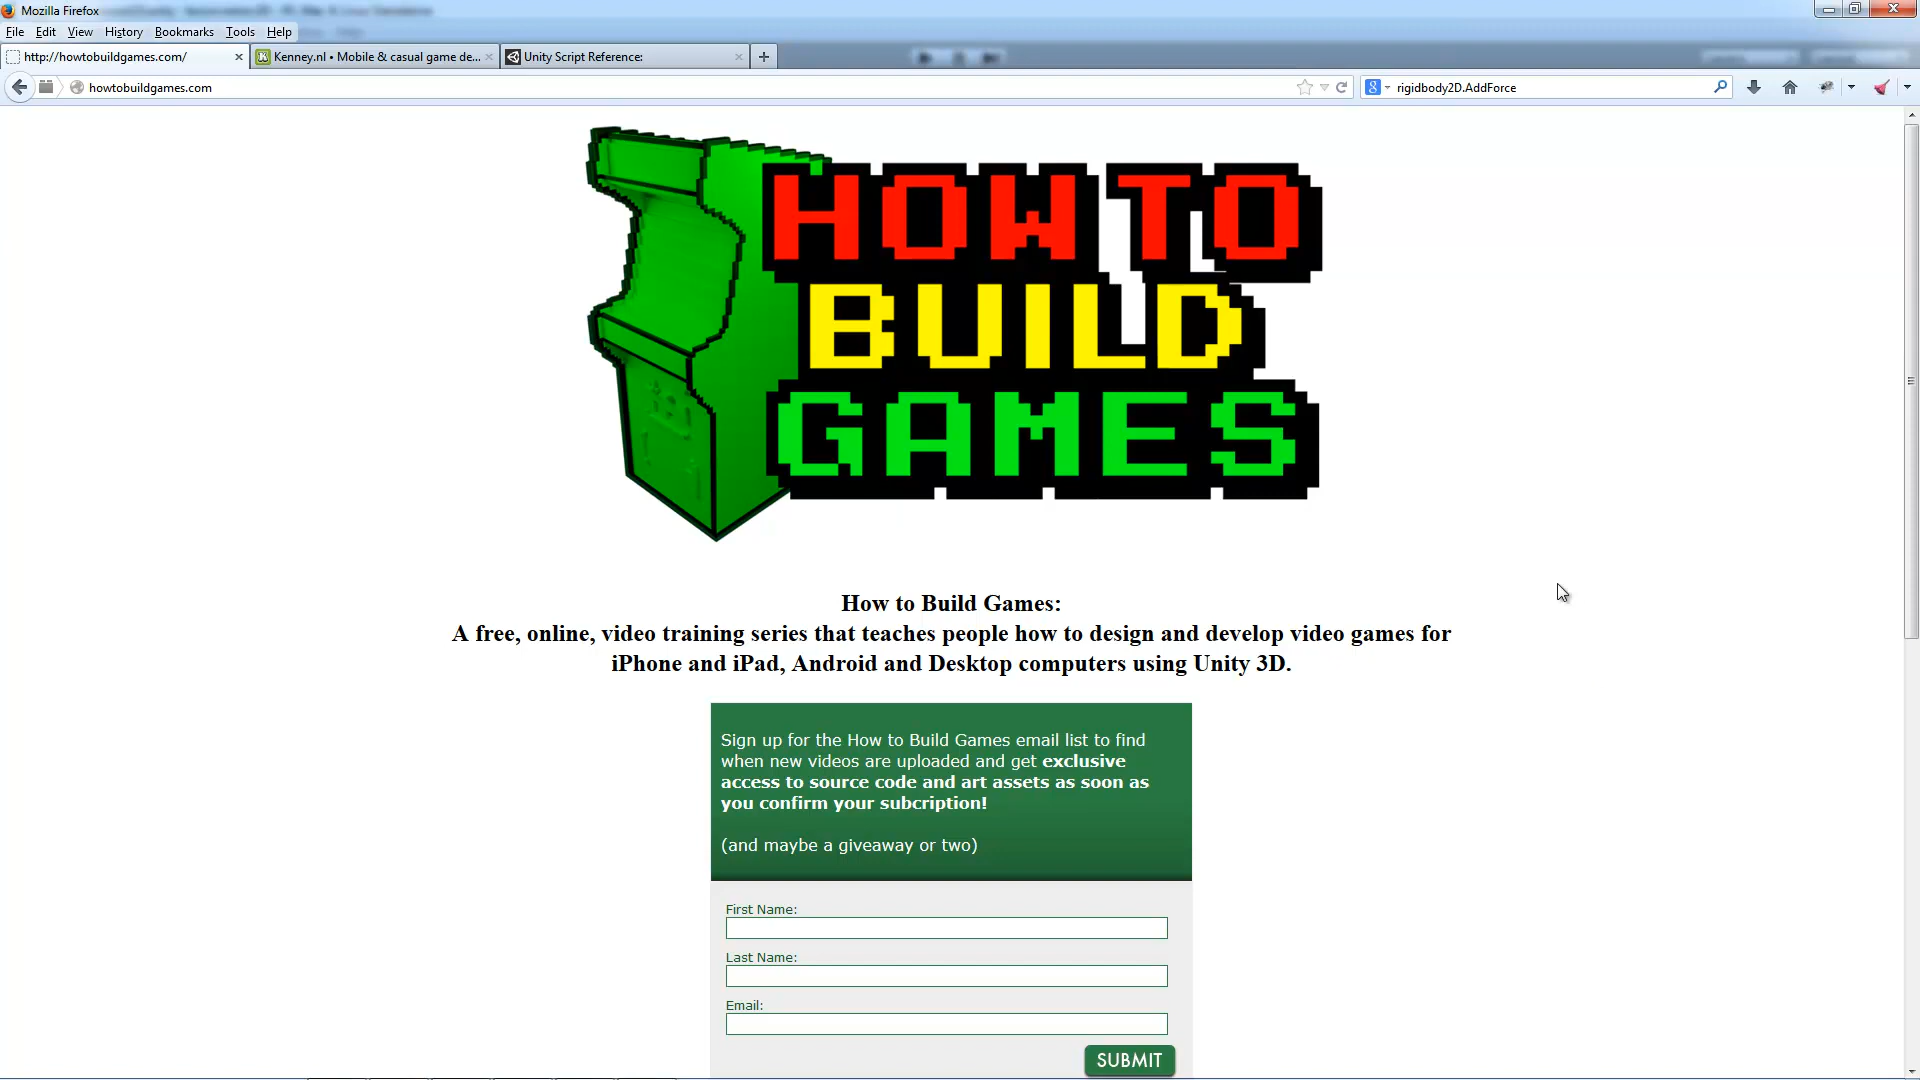 Mozilla Firefox
File Edit View History Bookmarks Tools Help
http://howtobuildgames.com/ Kenney.nl • Mobile & casual game de... Unity Script Reference:
howtobuildgames.com rigidbody2D.AddForce
HOW TO
BUILD
GAMES
How to Build Games:
A free, online, video training series that teaches people how to design and develop video games for
iPhone and iPad, Android and Desktop computers using Unity 3D.
Sign up for the How to Build Games email list to find
when new videos are uploaded and get exclusive
access to source code and art assets as soon as
you confirm your subcription!
(and maybe a giveaway or two)
First Name:
Last Name:
Email:
SUBMIT